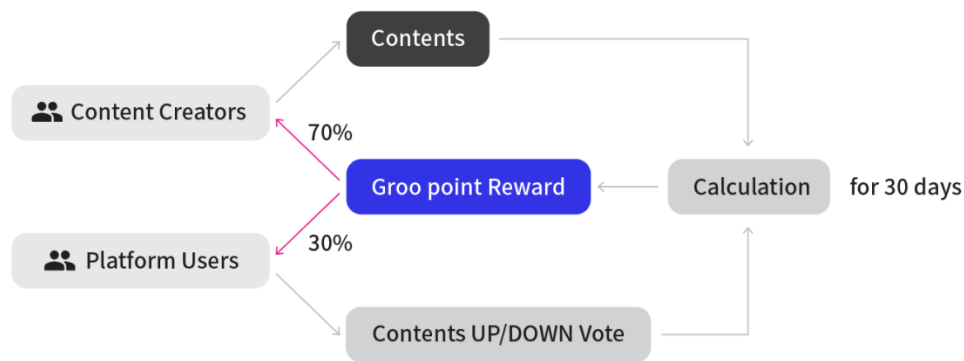 Contents
Content Creators
70%
Groo point Reward
Calculation
for 30 days
30%
Platform Users
Contents UP/DOWN Vote